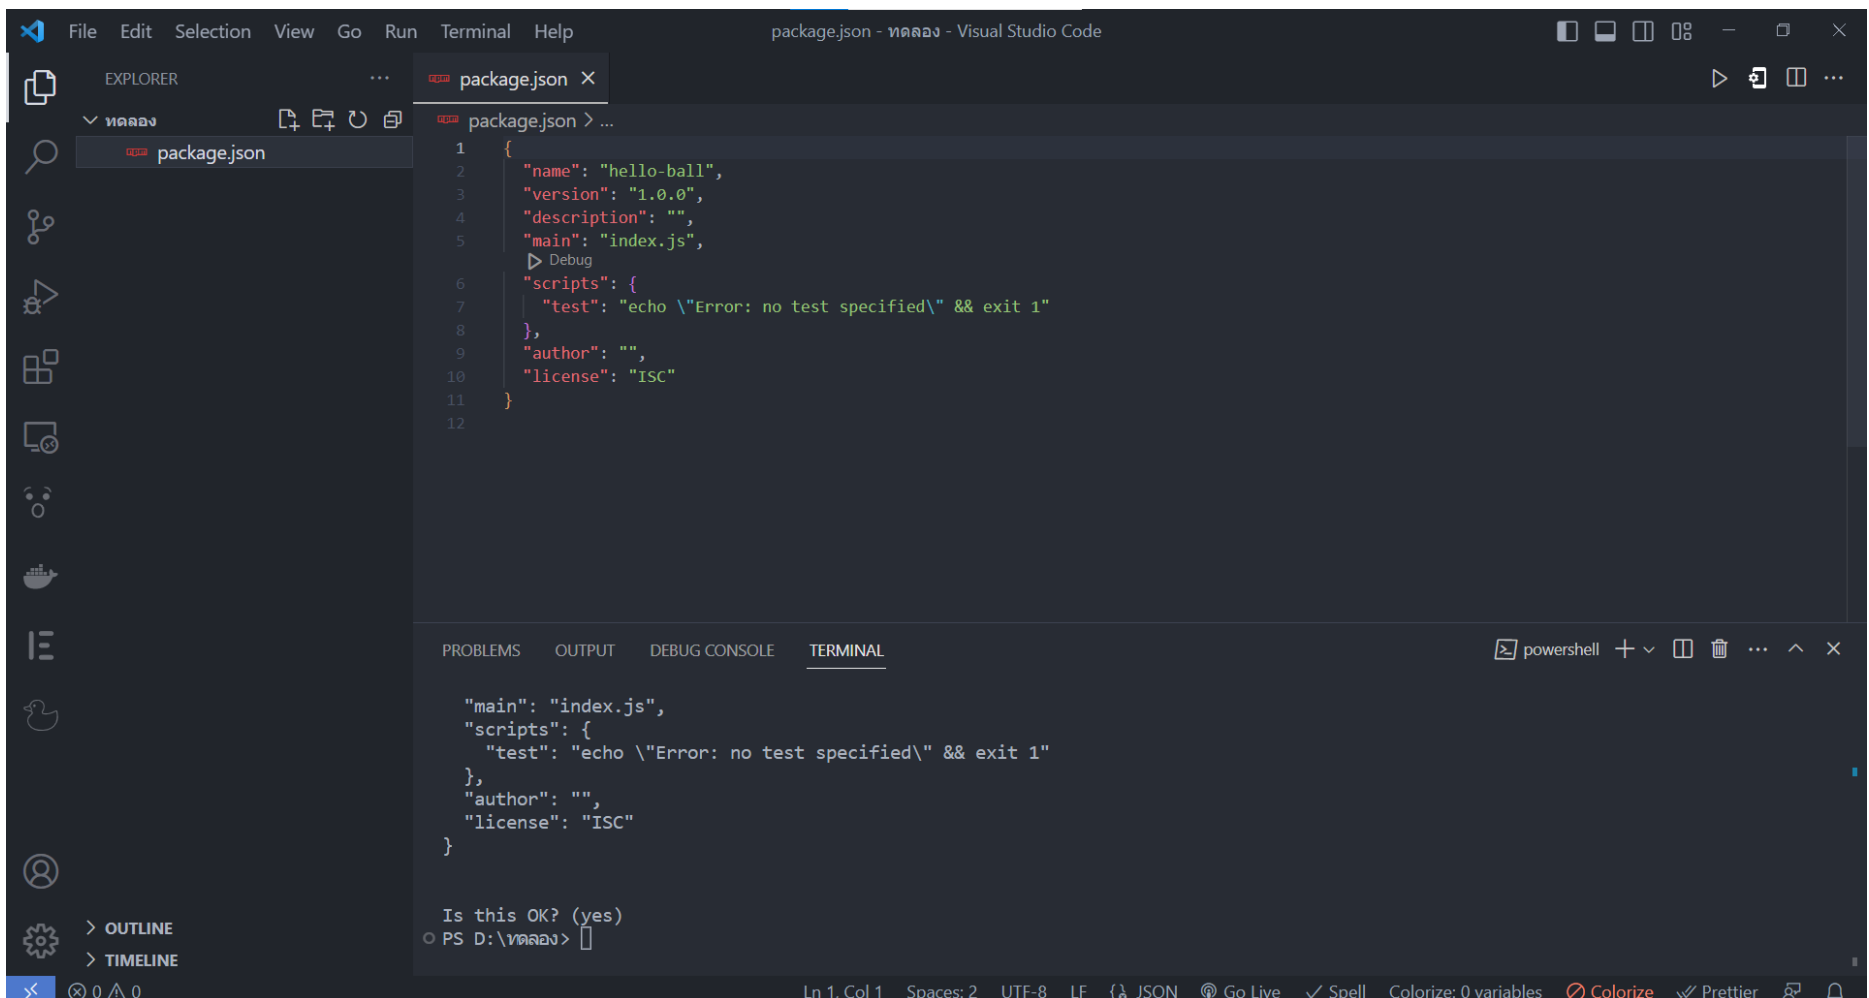 File Edit Selection View Go Run Terminal Help package.json - ทดลอง - Visual Studio Code
EXPLORER
ทดลอง
package.json
package.json
package.json > ...
1 {
2 "name": "hello-ball",
3 "version": "1.0.0",
4 "description": "",
5 "main": "index.js",
Debug
6 "scripts": {
7 "test": "echo \"Error: no test specified\" && exit 1"
8 },
9 "author": "",
10 "license": "ISC"
11 }
12
PROBLEMS OUTPUT DEBUG CONSOLE TERMINAL powershell
"main": "index.js",
"scripts": {
"test": "echo \"Error: no test specified\" && exit 1"
},
"author": "",
"license": "ISC"
}
Is this OK? (yes)
PS D:\ทดลอง>
OUTLINE
TIMELINE
0 0 Ln 1, Col 1 Spaces: 2 UTF-8 LF {} JSON Go Live Spell Colorize: 0 variables Colorize Prettier